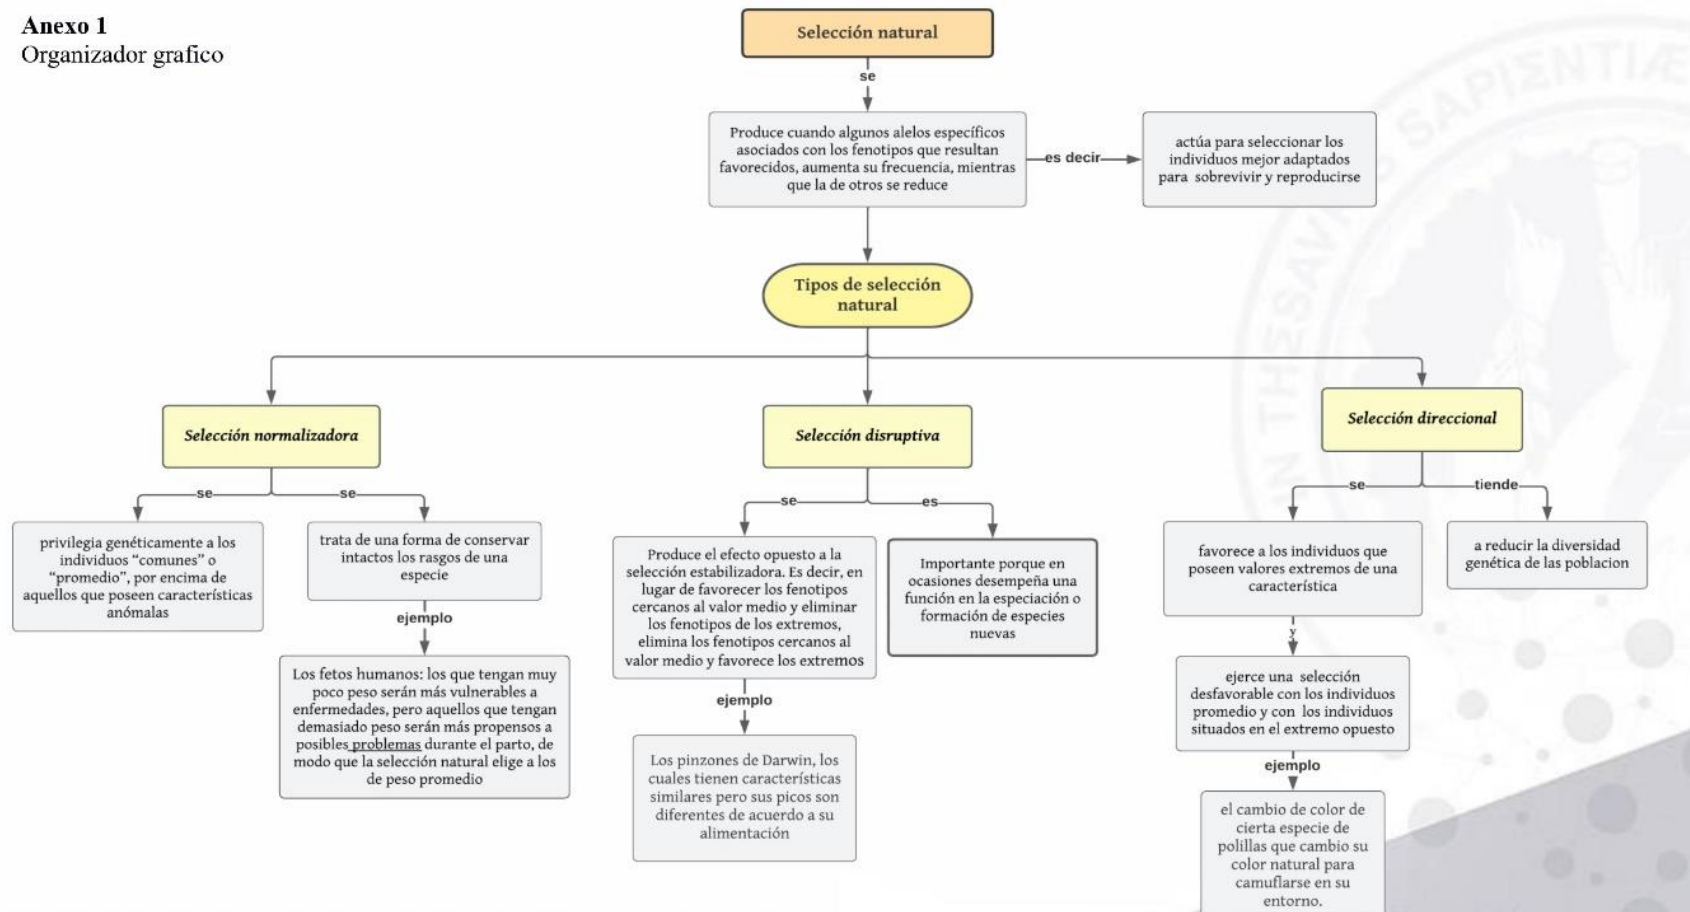 Anexo 1
Organizador grafico
Selección natural
se
Produce cuando algunos alelos específicos
asociados con los fenotipos que resultan
favorecidos, aumenta su frecuencia, mientras
que la de otros se reduce
es decir
actúa para seleccionar los
individuos mejor adaptados
para sobrevivir y reproducirse
Tipos de selección
natural
Selección normalizadora
se
privilegia genéticamente a los
individuos “comunes” o
“promedio”, por encima de
aquellos que poseen características
anómalas
se
trata de una forma de conservar
intactos los rasgos de una
especie
ejemplo
Los fetos humanos: los que tengan muy
poco peso serán más vulnerables a
enfermedades, pero aquellos que tengan
demasiado peso serán más propensos a
posibles problemas durante el parto, de
modo que la selección natural elige a los
de peso promedio
Selección disruptiva
se
Produce el efecto opuesto a la
selección estabilizadora. Es decir, en
lugar de favorecer los fenotipos
cercanos al valor medio y eliminar
los fenotipos de los extremos,
elimina los fenotipos cercanos al
valor medio y favorece los extremos
ejemplo
Los pinzones de Darwin, los
cuales tienen características
similares pero sus picos son
diferentes de acuerdo a su
alimentación
es
Importante porque en
ocasiones desempeña una
función en la especiación o
formación de especies
nuevas
Selección direccional
se
favorece a los individuos que
poseen valores extremos de una
característica
y
ejerce una selección
desfavorable con los individuos
promedio y con los individuos
situados en el extremo opuesto
ejemplo
el cambio de color de
cierta especie de
polillas que cambio su
color natural para
camuflarse en su
entorno.
tiende
a reducir la diversidad
genética de las poblacion
IN THESAVRIS SAPIENTIÆ